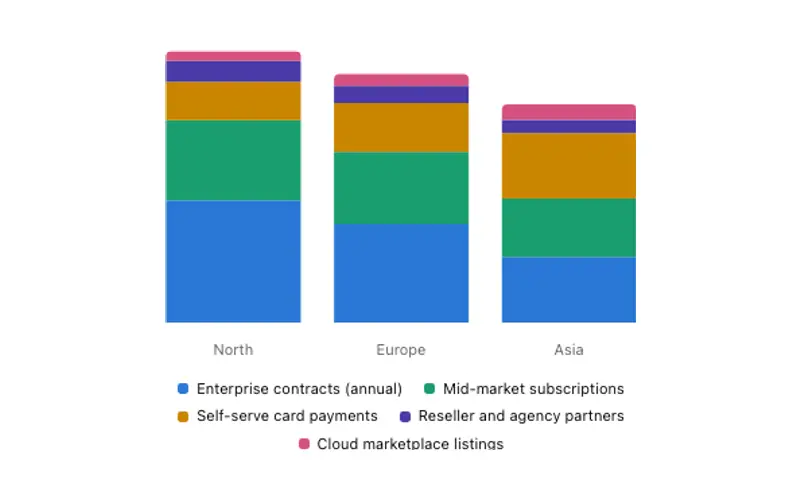 North Europe Asia
Enterprise contracts (annual) Mid-market subscriptions
Self-serve card payments Reseller and agency partners
Cloud marketplace listings